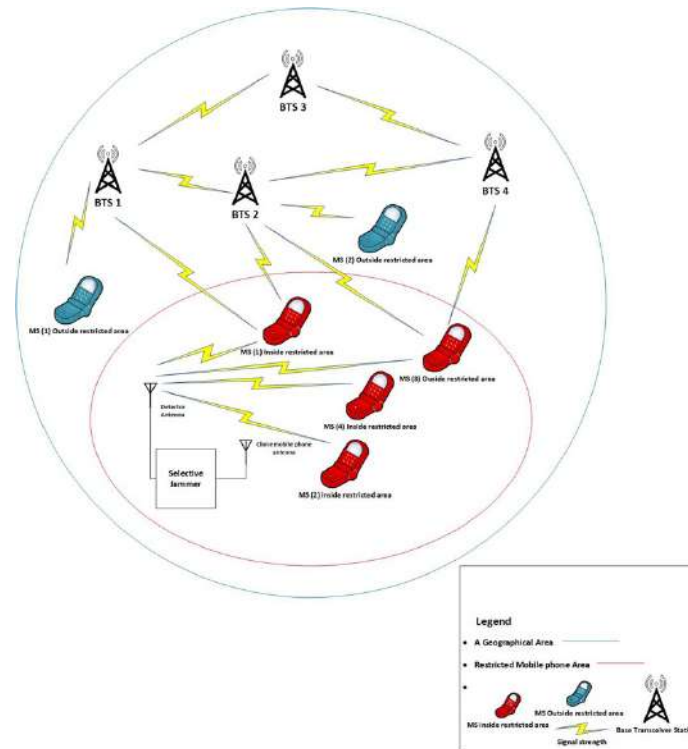 BTS 3
BTS 1
BTS 2
BTS 4
MS (2) Outside restricted area
MS (1) Outside restricted area
MS (1) Inside restricted area
MS (3) Ouside restricted area
MS (4) Inside restricted area
Detector
Antenna
Clone mobile phone
antenna
Selective
Jammer
MS (2) Inside restricted area
Legend
A Geographical Area
Restricted Mobile phone Area
MS Outside restricted area
MS Inside restricted area
Base Transceiver Stati
Signal strength